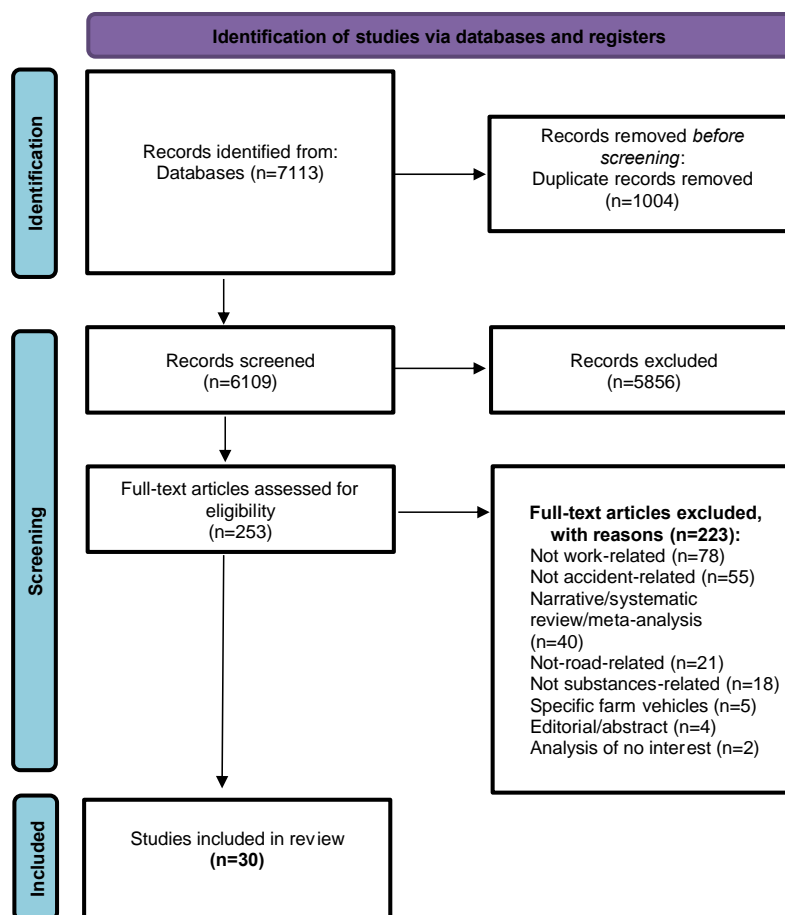 Identification of studies via databases and registers
Identification
Records identified from:
Databases (n=7113)
Records removed before
screening:
Duplicate records removed
(n=1004)
Screening
Records screened
(n=6109)
Records excluded
(n=5856)
Full-text articles assessed for
eligibility
(n=253)
Full-text articles excluded,
with reasons (n=223):
Not work-related (n=78)
Not accident-related (n=55)
Narrative/systematic
review/meta-analysis
(n=40)
Not-road-related (n=21)
Not substances-related (n=18)
Specific farm vehicles (n=5)
Editorial/abstract (n=4)
Analysis of no interest (n=2)
Included
Studies included in review
(n=30)